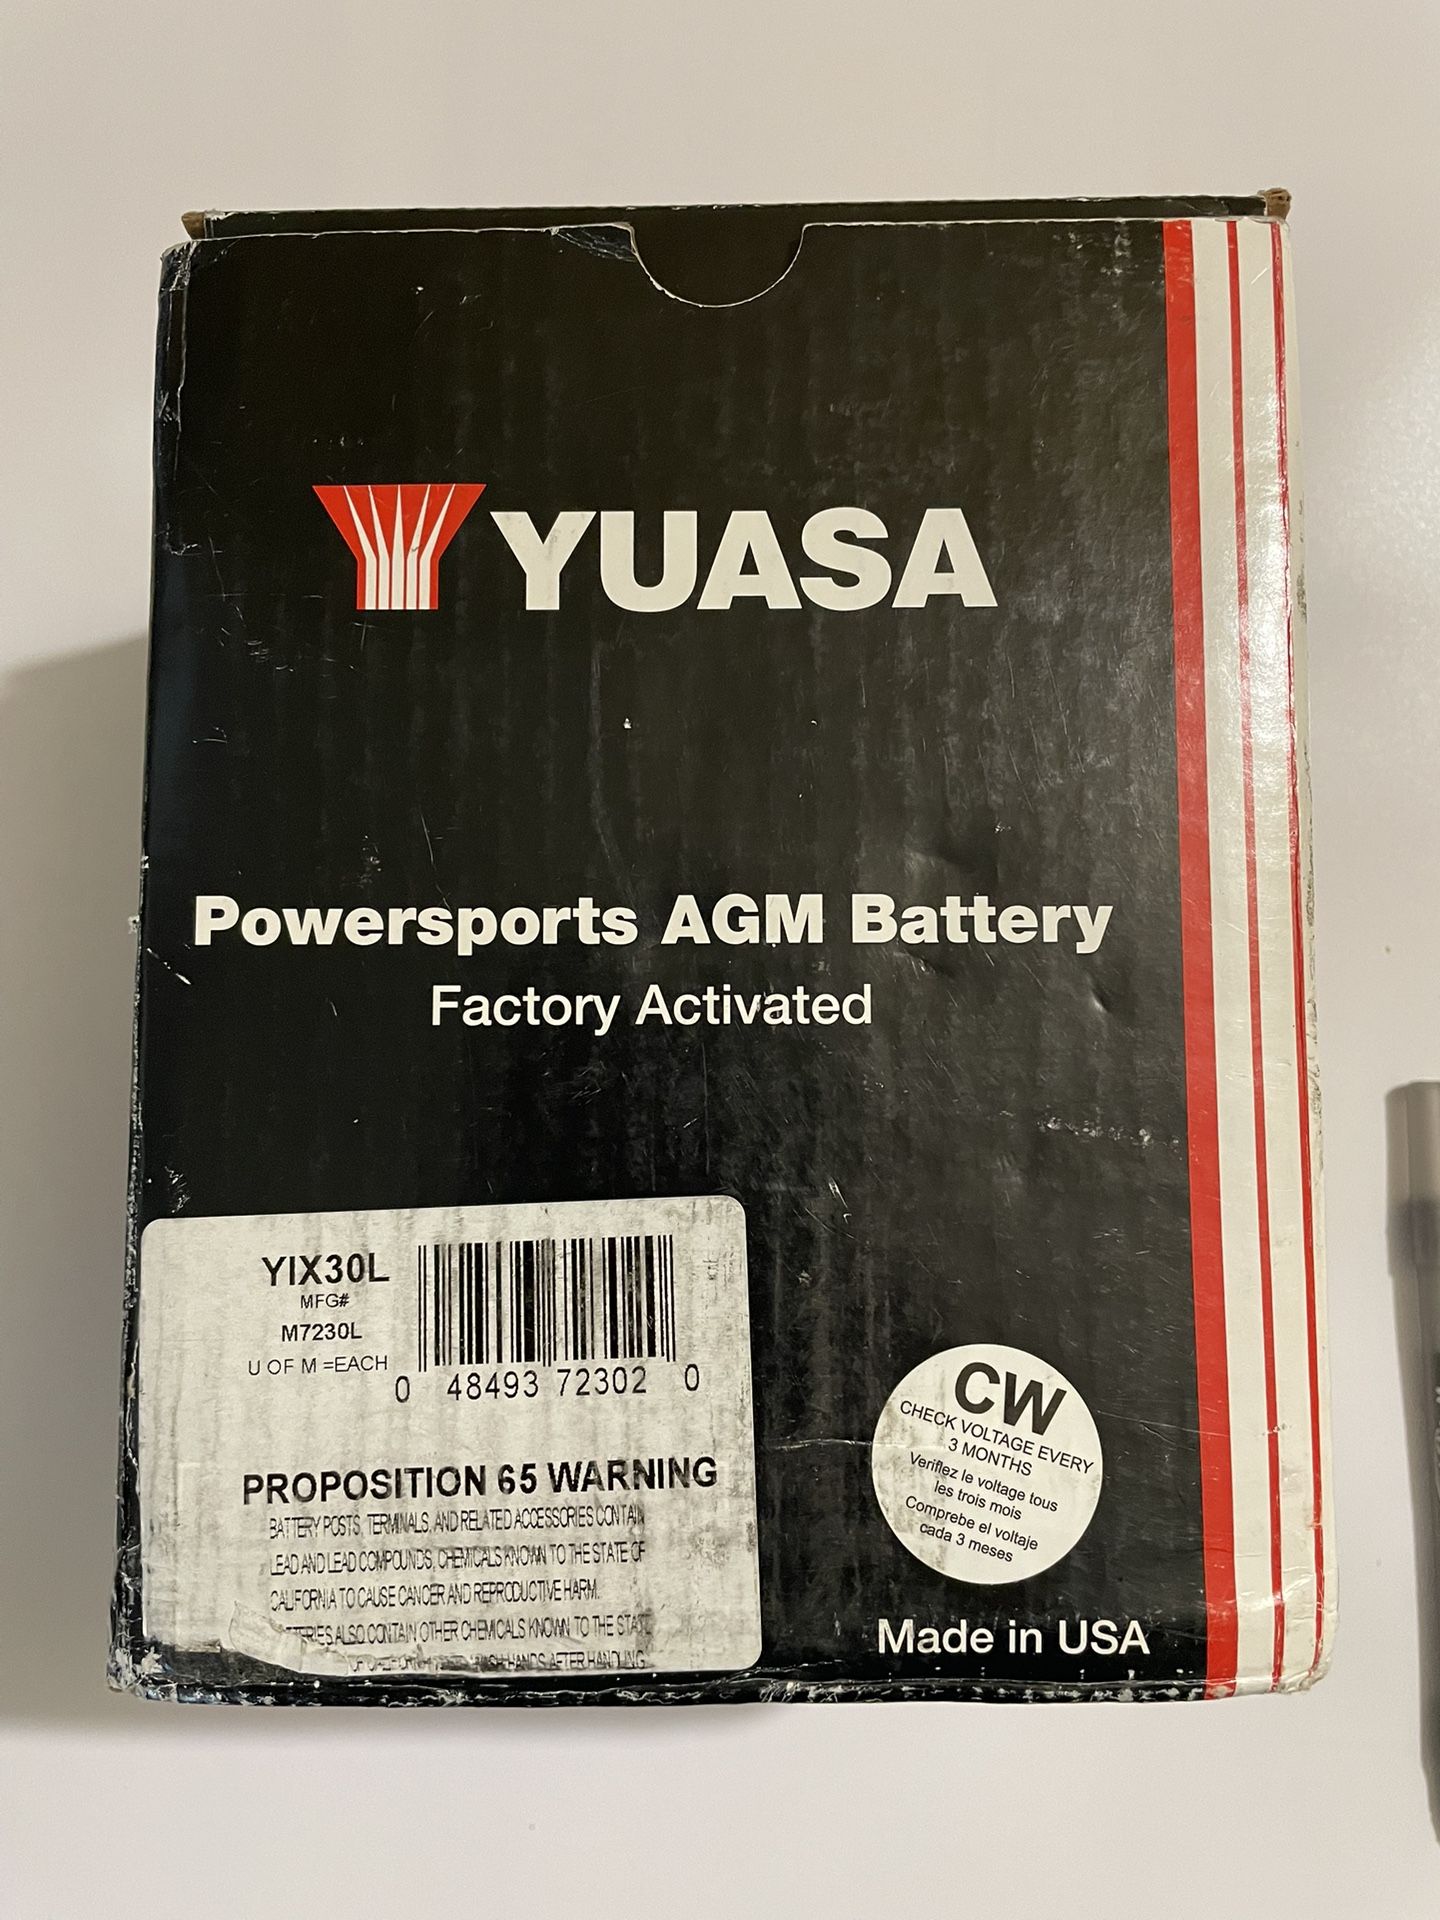 YUASA
Powersports AGM Battery
Factory Activated
YIX30L
MFG#
M7230L
U OF M =EACH
0 48493 72302 0
PROPOSITION 65 WARNING
BATTERY POSTS, TERMINALS, AND RELATED ACCESSORIES CONTAIN
LEAD AND LEAD COMPOUNDS, CHEMICALS KNOWN TO THE STATE OF
CALIFORNIA TO CAUSE CANCER AND REPRODUCTIVE HARM.
ALSO CONTAIN OTHER CHEMICALS KNOWN TO THE STATE
HANDS AFTER HANDLING
CW
CHECK VOLTAGE EVERY
3 MONTHS
Verifiez le voltage tous
les trois mois
Comprebe el voltaje
cada 3 meses
Made in USA